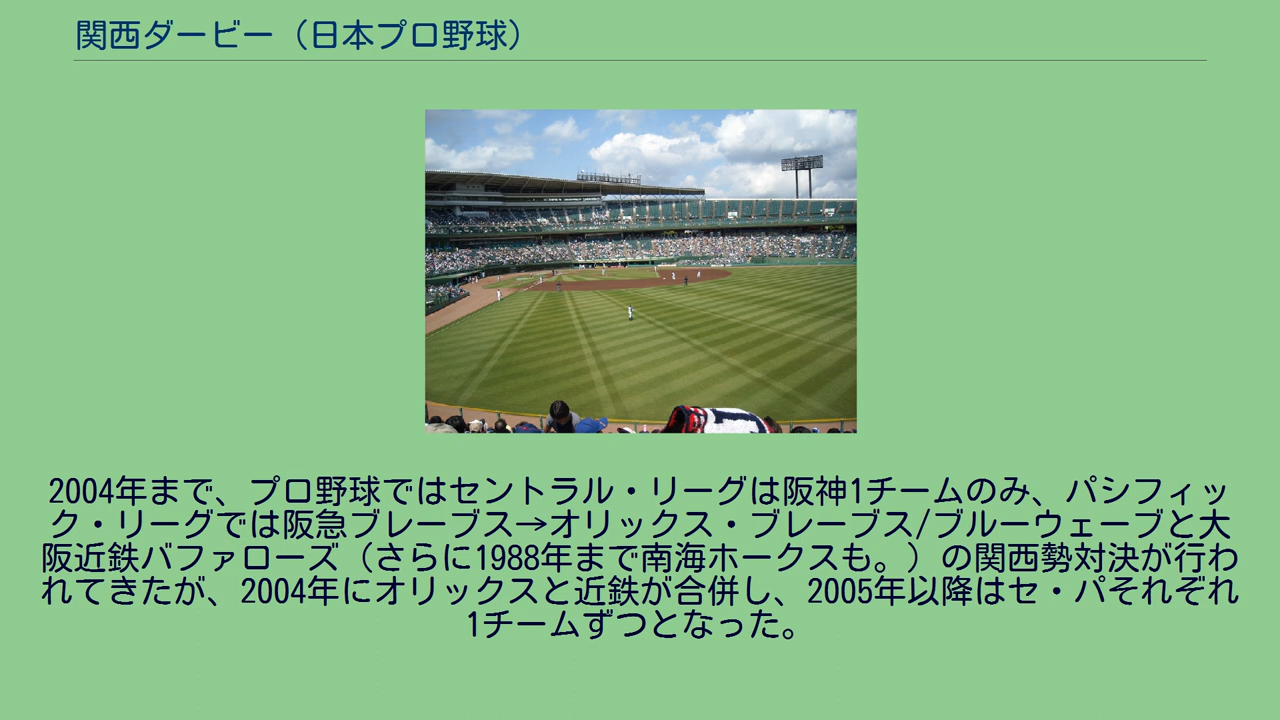 関西ダービー（日本プロ野球）
2004年まで、プロ野球ではセントラル・リーグは阪神1チームのみ、パシフィッ
ク・リーグでは阪急ブレーブス→オリックス・ブレーブス/ブルーウェーブと大
阪近鉄バファローズ（さらに1988年まで南海ホークスも。）の関西勢対決が行わ
れてきたが、2004年にオリックスと近鉄が合併し、2005年以降はセ・パそれぞれ
1チームずつとなった。